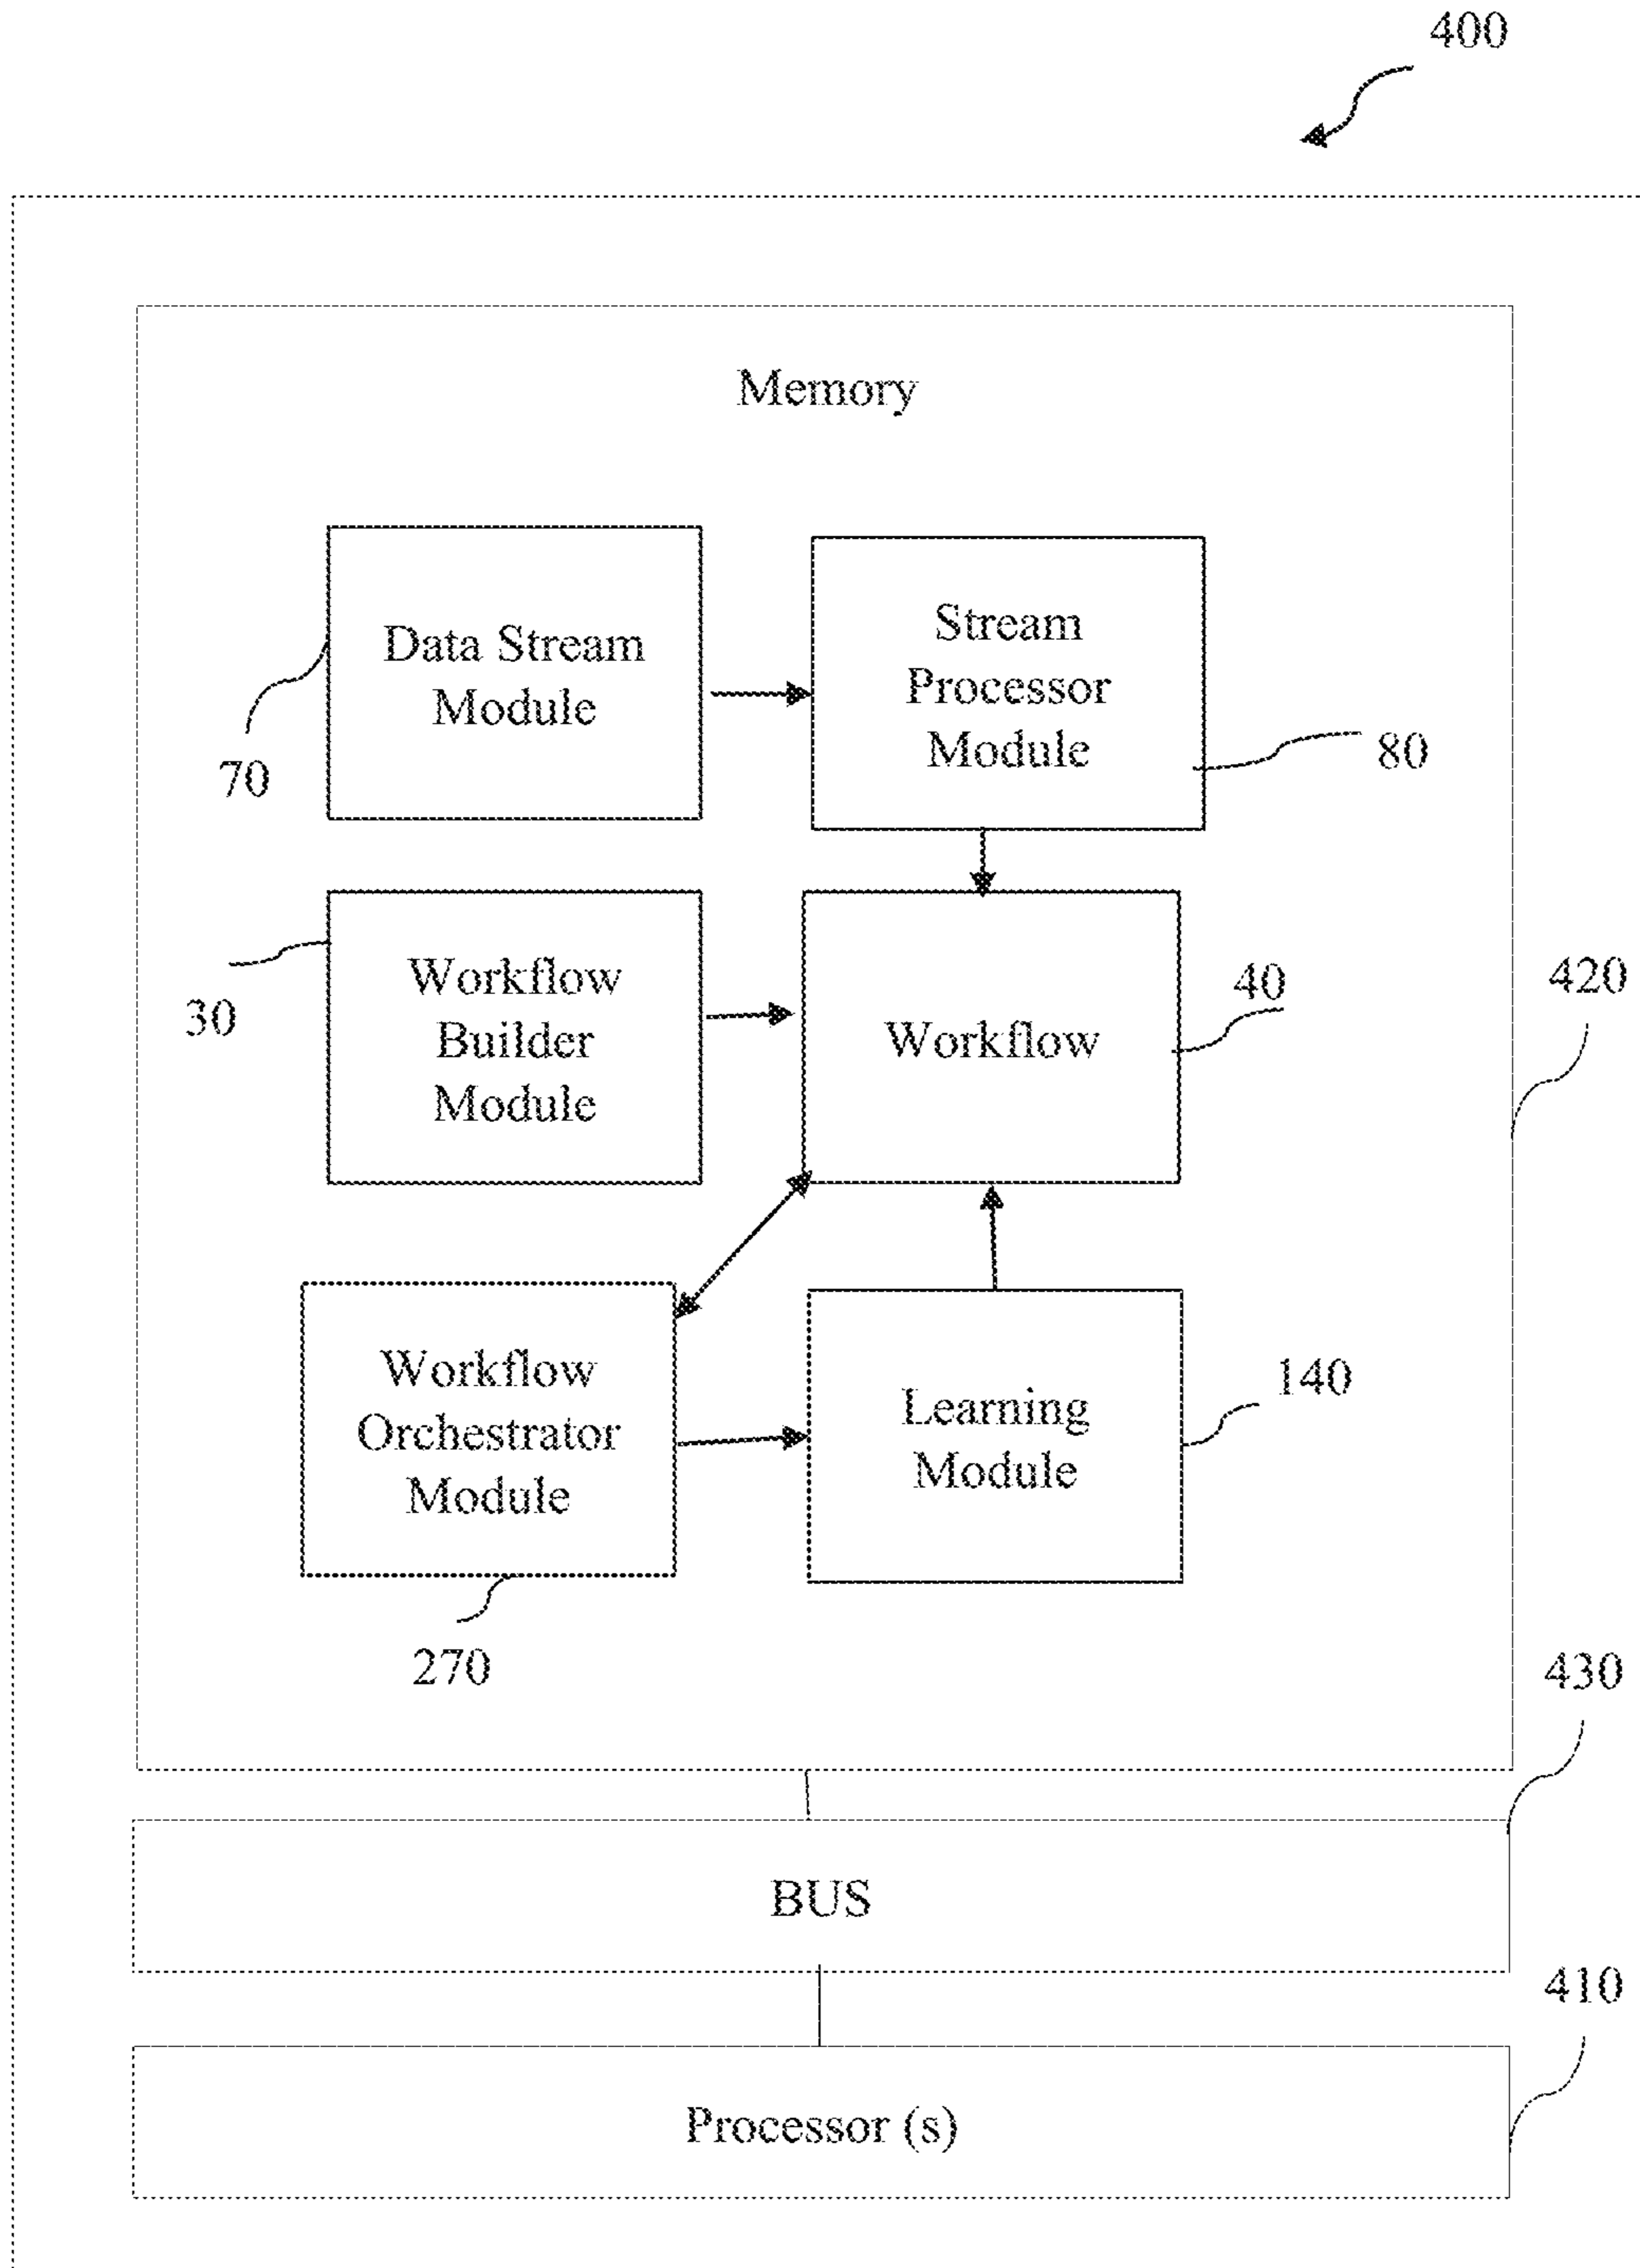 400
Memory
Data Stream
Module
70
Stream
Processor
Module
80
Workflow
Builder
Module
30
Workflow
40
420
Workflow
Orchestrator
Module
270
Learning
Module
140
430
BUS
410
Processor (s)